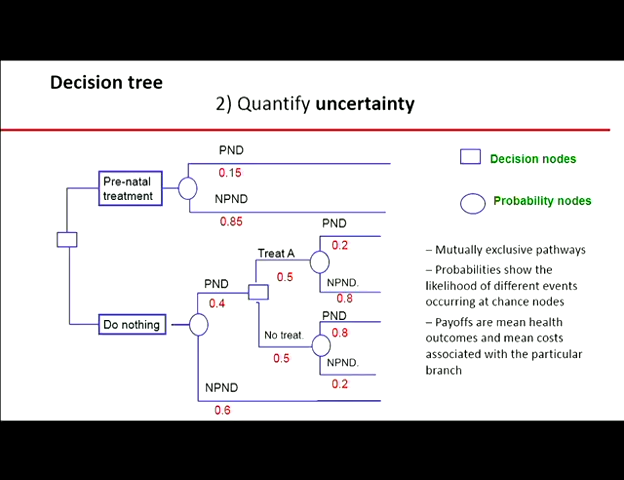 Decision tree
2) Quantify uncertainty
PND
0.15
Pre-natal
treatment
NPND
0.85
PND
0.2
Treat A
0.5
NPND.
0.8
PND
0.4
PND
0.8
No treat.
0.5
NPND.
0.2
Do nothing
NPND
0.6
Decision nodes
Probability nodes
– Mutually exclusive pathways
– Probabilities show the
likelihood of different events
occurring at chance nodes
– Payoffs are mean health
outcomes and mean costs
associated with the particular
branch